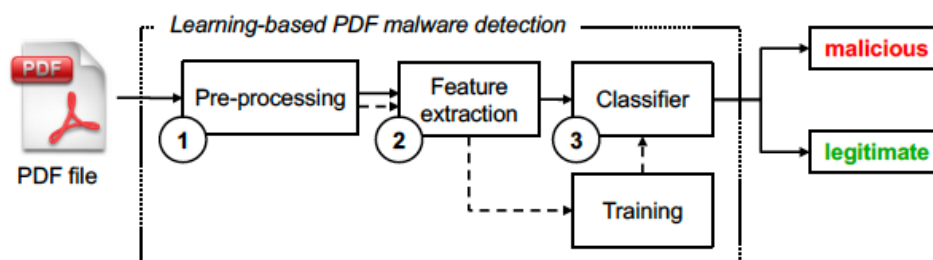 Learning-based PDF malware detection
PDF
PDF file
Pre-processing
1
Feature
extraction
2
Classifier
3
Training
malicious
legitimate